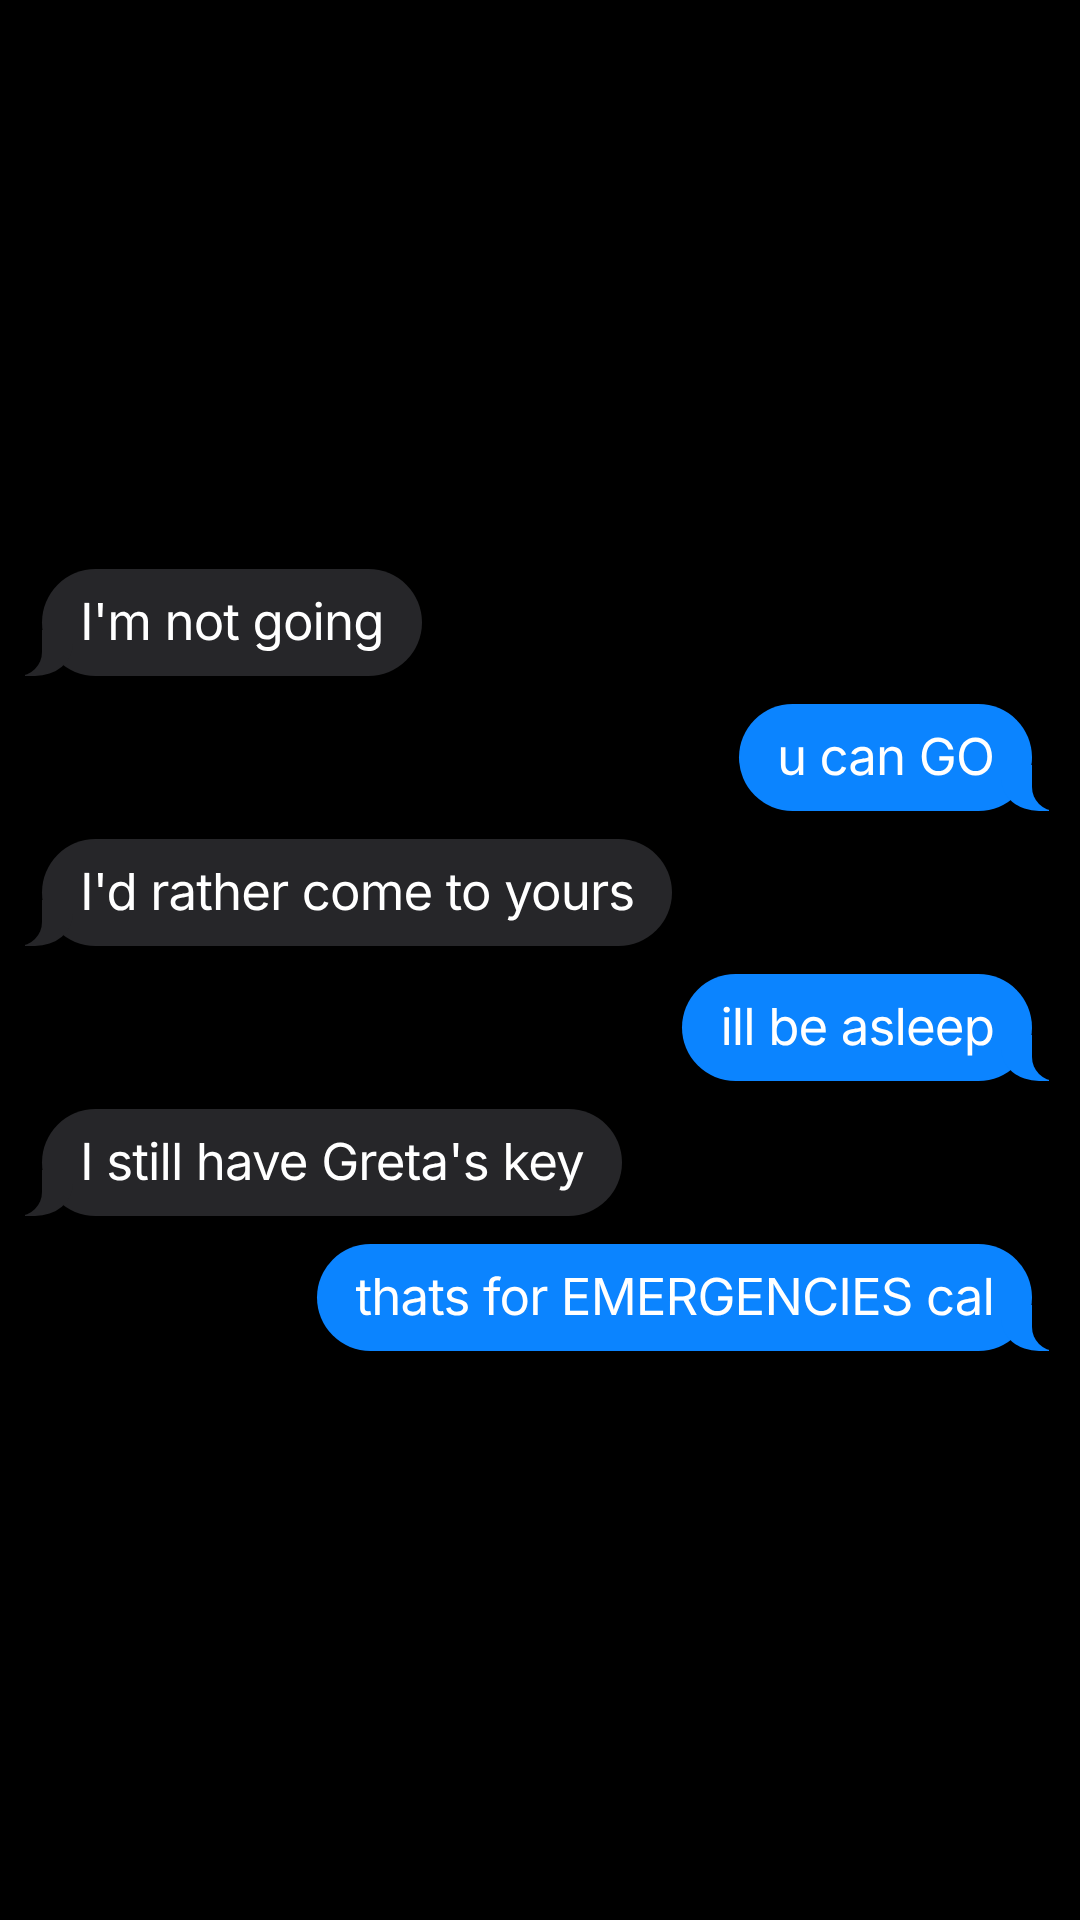 I'm not going
u can GO
I'd rather come to yours
ill be asleep
I still have Greta's key
thats for EMERGENCIES cal